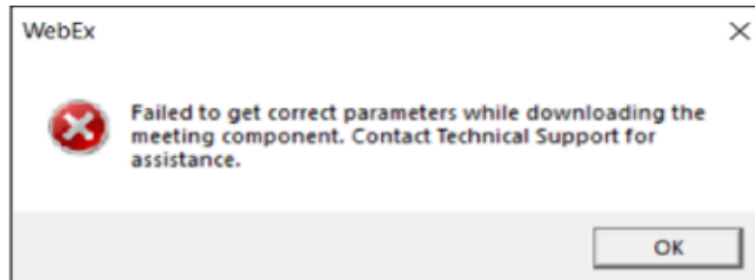 WebEx
Failed to get correct parameters while downloading the
meeting component. Contact Technical Support for
assistance.
OK